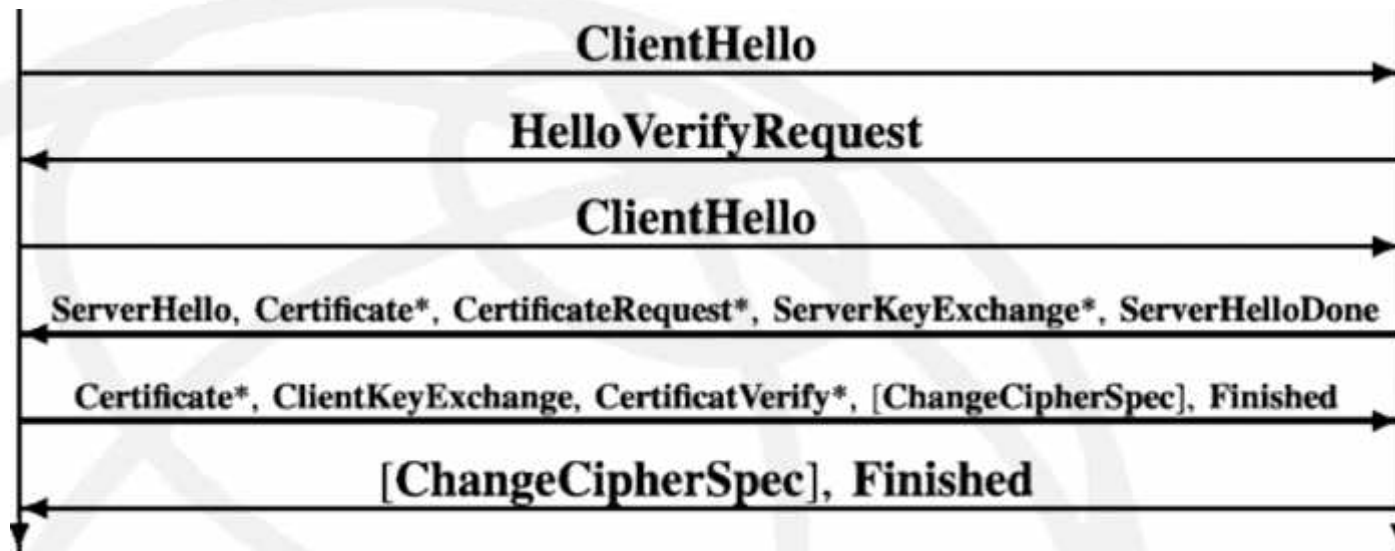 ClientHello
HelloVerifyRequest
ClientHello
ServerHello, Certificate*, CertificateRequest*, ServerKeyExchange*, ServerHelloDone
Certificate*, ClientKeyExchange, CertificatVerify*, [ChangeCipherSpec], Finished
[ChangeCipherSpec], Finished